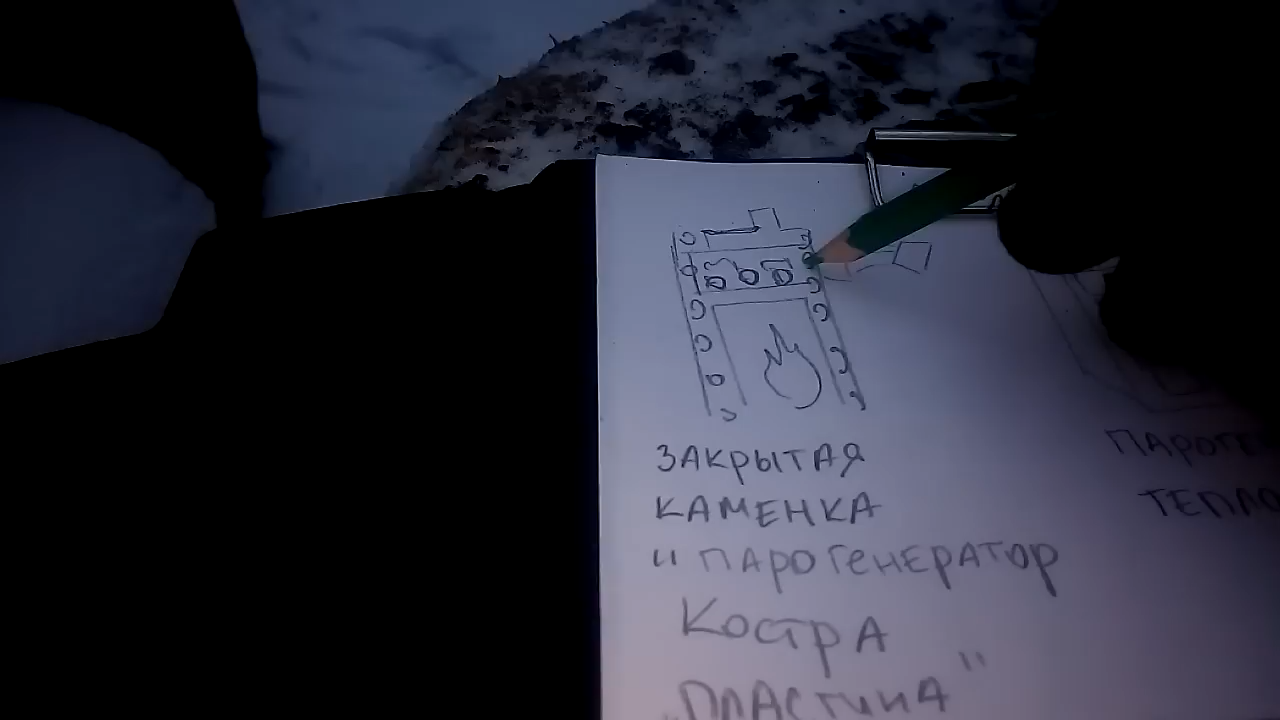 ЗАКРЫТАЯ
КАМЕНКА
"ПАРОГЕНЕРАТОР
КОСТРА
"ПЛАСТИНА"